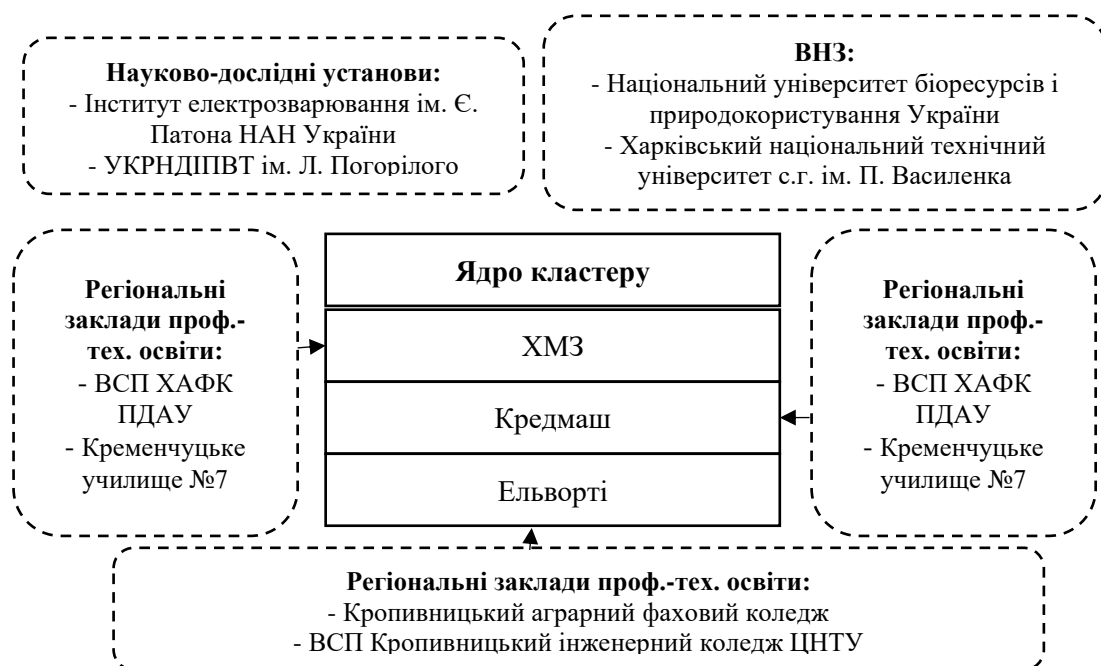 Науково-дослідні установи:
- Інститут електрозварювання ім. Є.
Патона НАН України
- УКРНДІПВТ ім. Л. Погорілого
ВНЗ:
- Національний університет біоресурсів і
природокористування України
- Харківський національний технічний
університет с.г. ім. П. Василенка
Регіональні
заклади проф.-
тех. освіти:
- ВСП ХАФК
ПДАУ
- Кременчуцьке
училище №7
Ядро кластеру
ХМЗ
Кредмаш
Ельворті
Регіональні
заклади проф.-
тех. освіти:
- ВСП ХАФК
ПДАУ
- Кременчуцьке
училище №7
Регіональні заклади проф.-тех. освіти:
- Кропивницький аграрний фаховий коледж
- ВСП Кропивницький інженерний коледж ЦНТУ